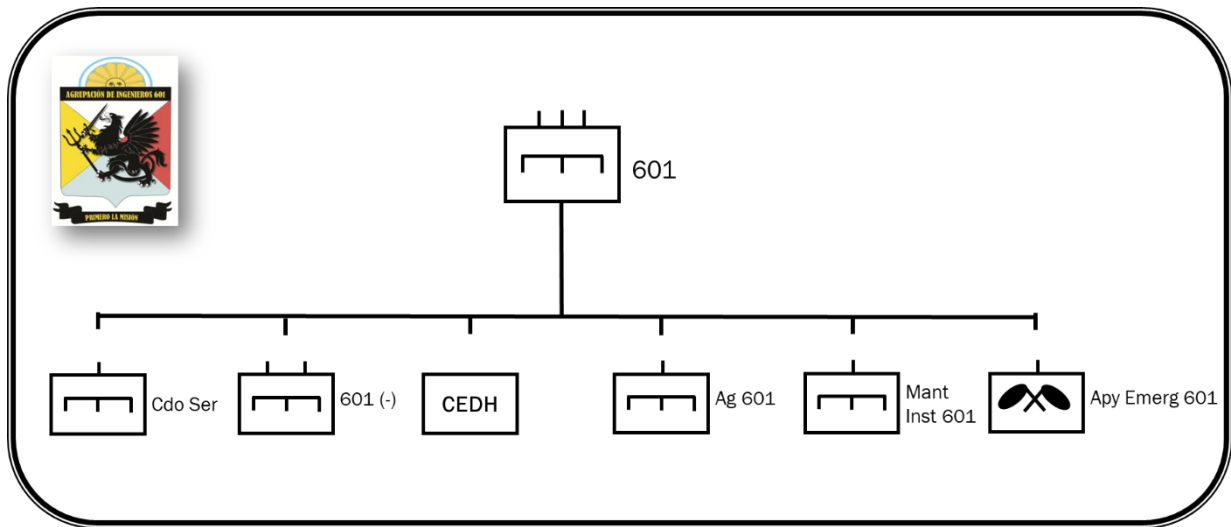 AGRUPACIÓN DE INGENIEROS 601
PRIMERO LA MISIÓN
601
Cdo Ser
601 (-)
CEDH
Ag 601
Mant
Inst 601
Apy Emerg 601